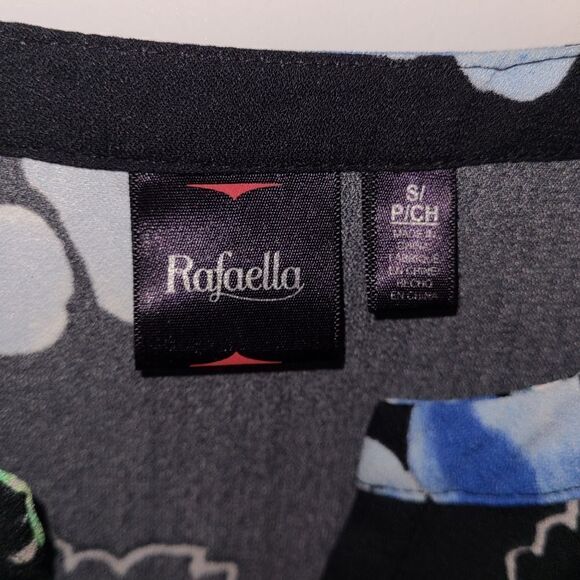 Rafaella
S/
P/CH
MADE IN
CHINA
FABRIQUÉ
EN CHINE
HECHO
EN CHINA